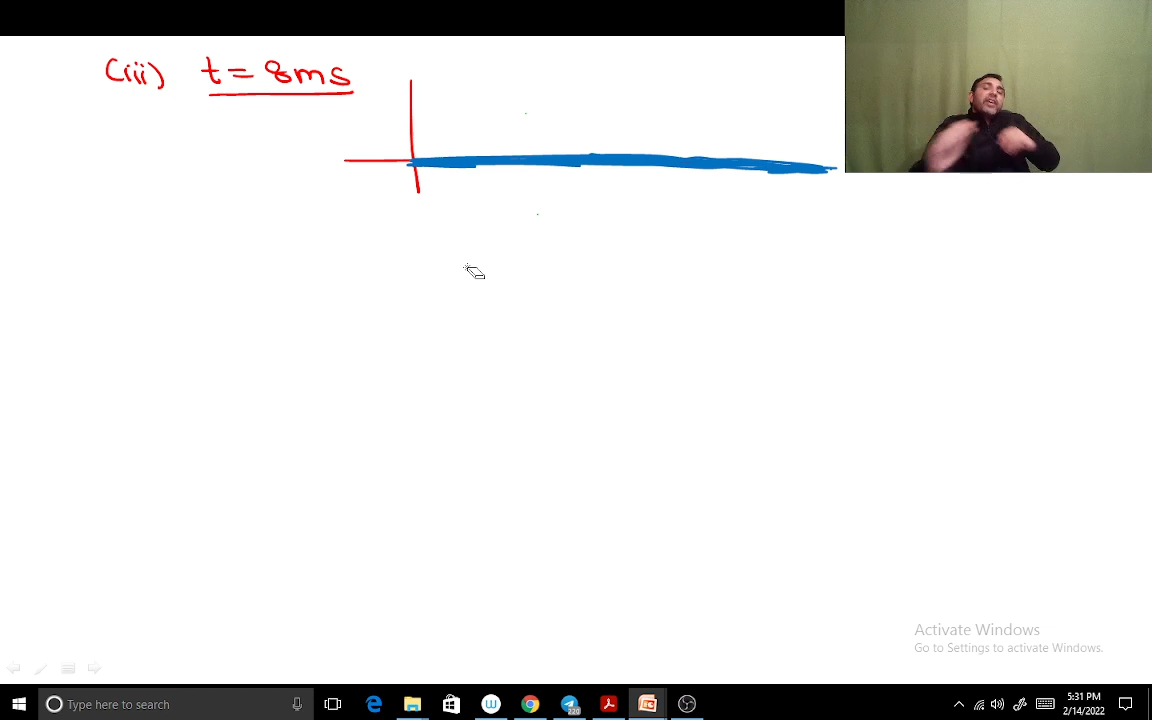 (iii) t = 8ms
Activate Windows
Go to Settings to activate Windows.
Type here to search
220
5:31 PM
2/14/2022